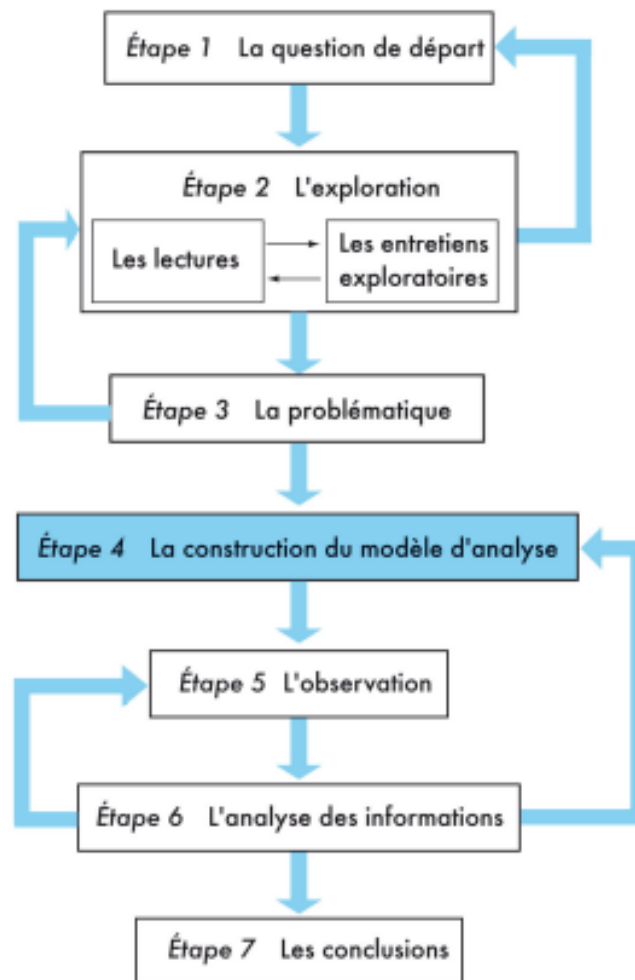 Étape 1 La question de départ
Étape 2 L'exploration
Les lectures
Les entretiens
exploratoires
Étape 3 La problématique
Étape 4 La construction du modèle d'analyse
Étape 5 L'observation
Étape 6 L'analyse des informations
Étape 7 Les conclusions